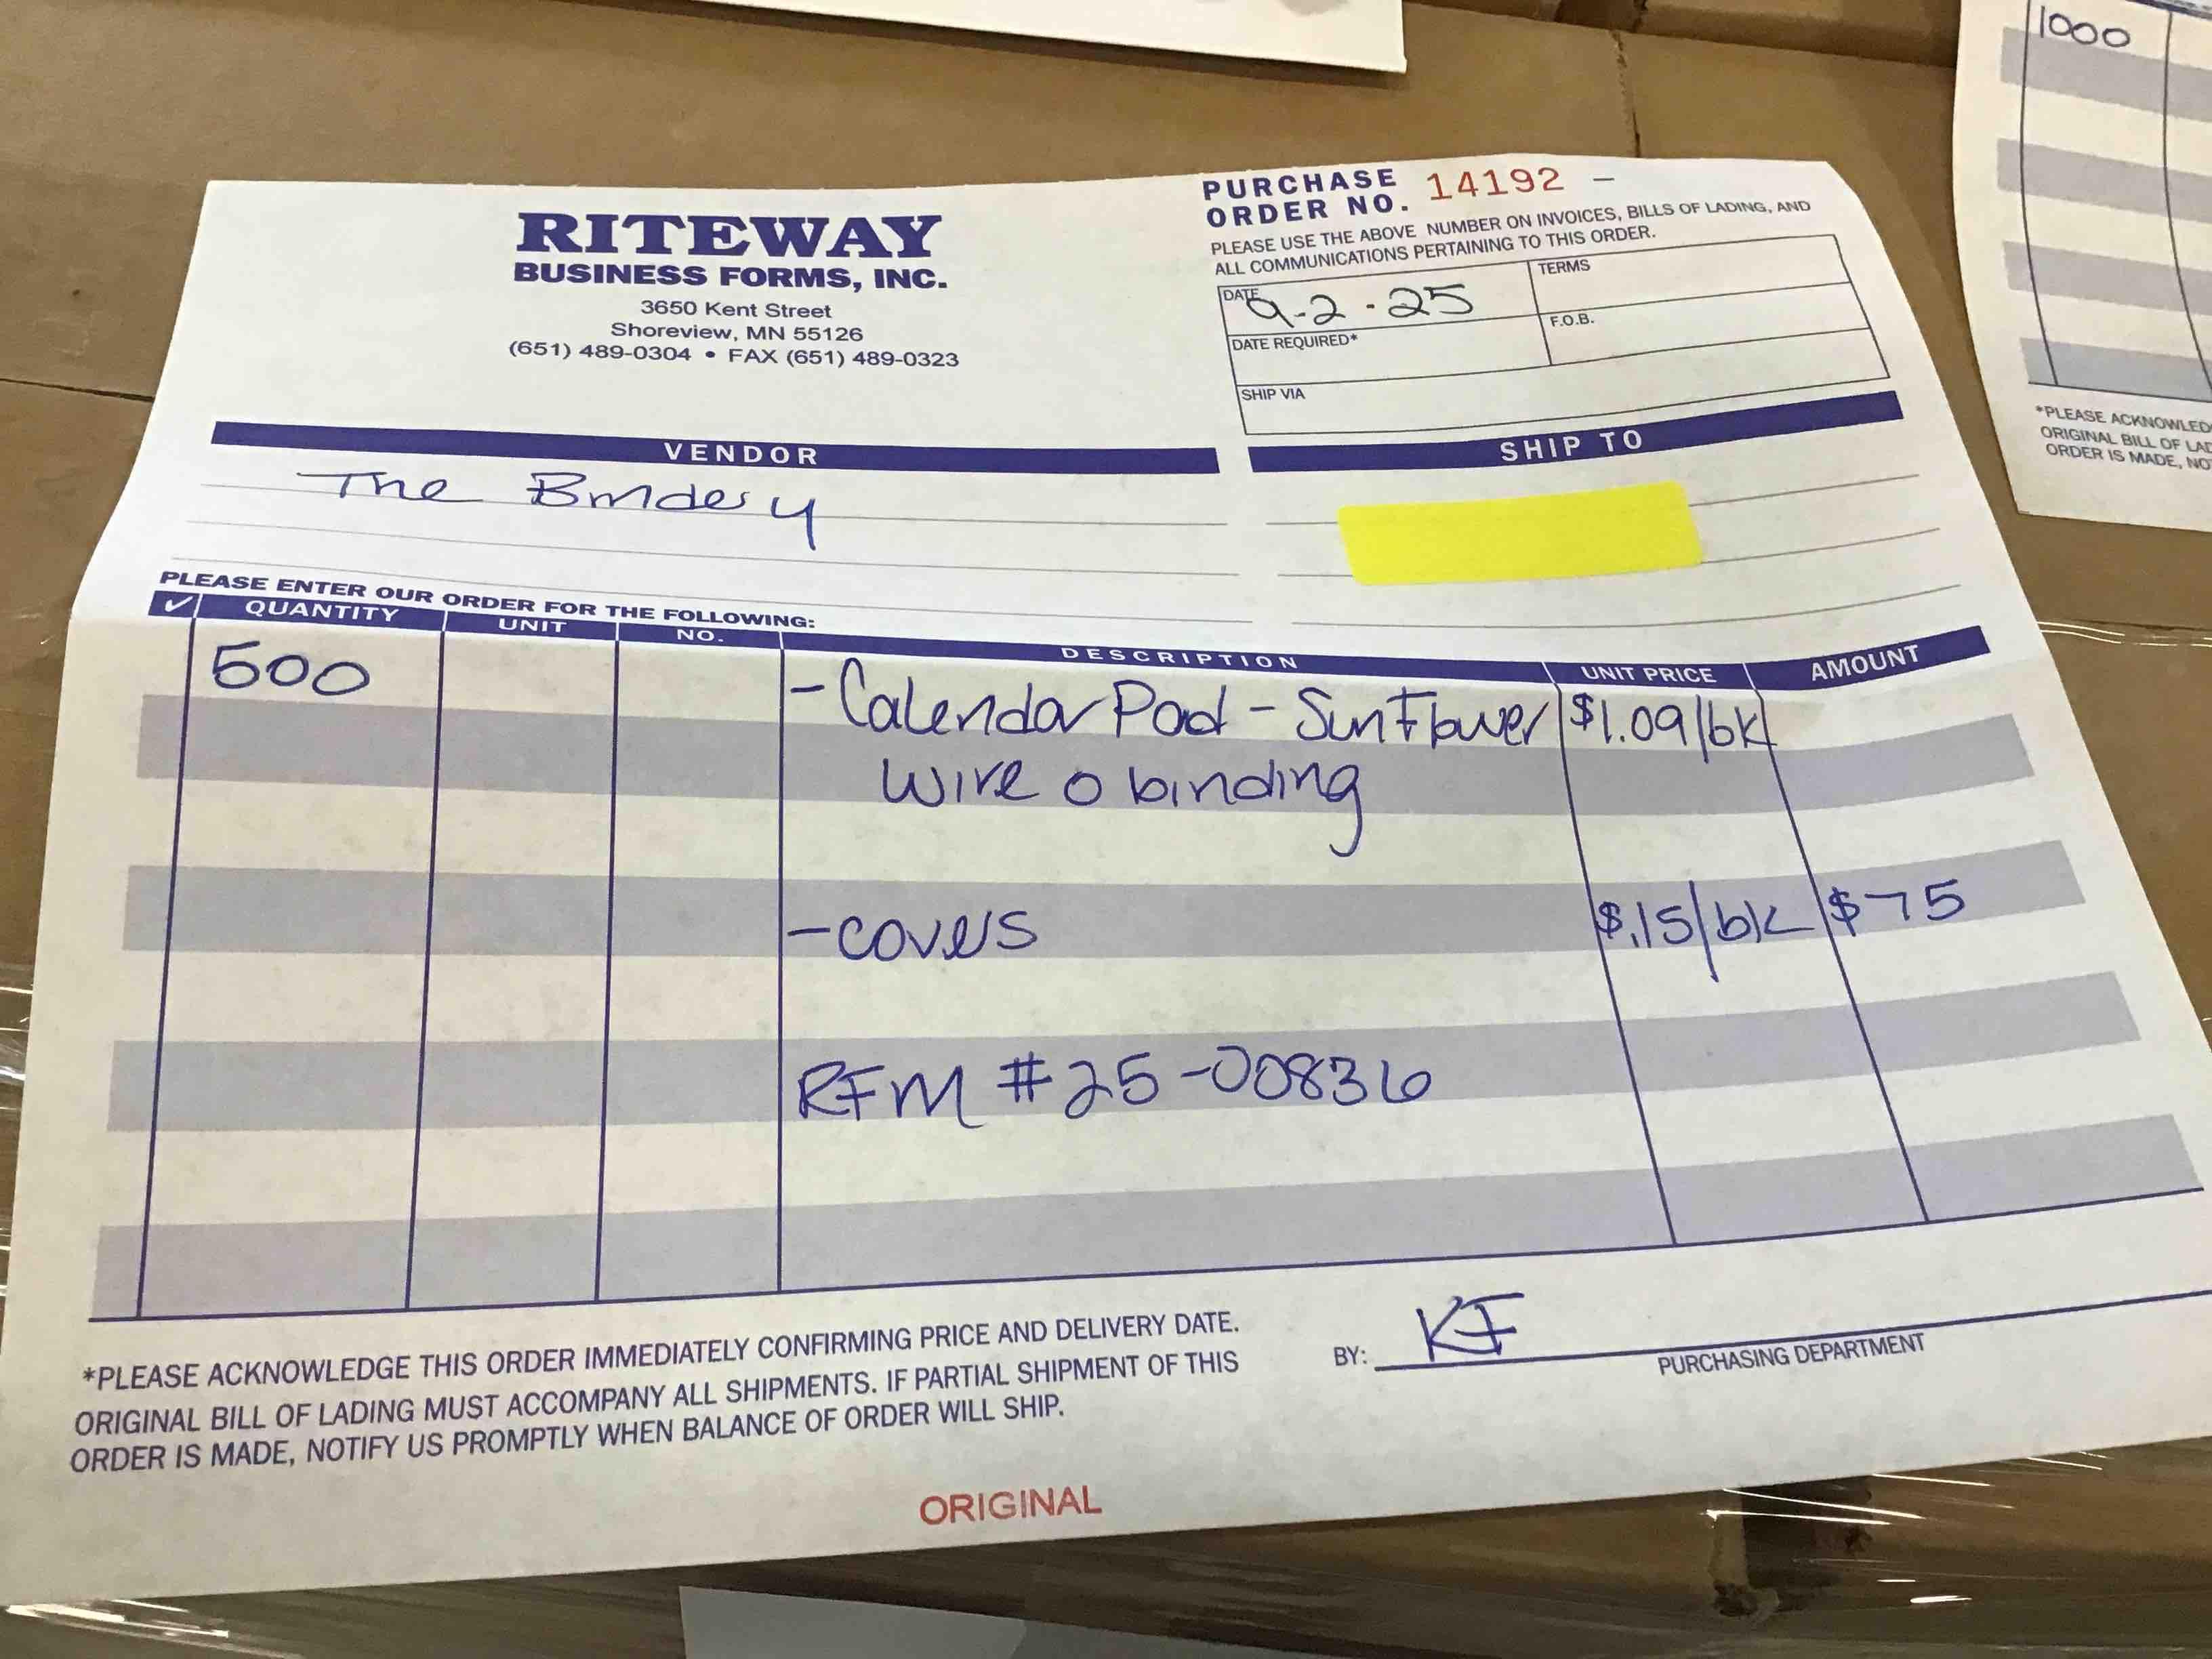 1000
*PLEASE ACKNOWLED
ORIGINAL BILL OF LAD
ORDER IS MADE, NO
RITEWAY
BUSINESS FORMS, INC.
3650 Kent Street
Shoreview, MN 55126
(651) 489-0304 • FAX (651) 489-0323
PURCHASE
ORDER NO. 14192 –
PLEASE USE THE ABOVE NUMBER ON INVOICES, BILLS OF LADING, AND
ALL COMMUNICATIONS PERTAINING TO THIS ORDER.
DATE 9-2-25 TERMS
DATE REQUIRED* F.O.B.
SHIP VIA
VENDOR SHIP TO
The Bindery
PLEASE ENTER OUR ORDER FOR THE FOLLOWING:
✓ QUANTITY UNIT NO. DESCRIPTION UNIT PRICE AMOUNT
500 - Calendar Pad - Sunflower $1.09/bk
wire o binding
- covers $.15/bk $75
RFM #25-00836
*PLEASE ACKNOWLEDGE THIS ORDER IMMEDIATELY CONFIRMING PRICE AND DELIVERY DATE.
ORIGINAL BILL OF LADING MUST ACCOMPANY ALL SHIPMENTS. IF PARTIAL SHIPMENT OF THIS
ORDER IS MADE, NOTIFY US PROMPTLY WHEN BALANCE OF ORDER WILL SHIP.
BY: KF
PURCHASING DEPARTMENT
ORIGINAL